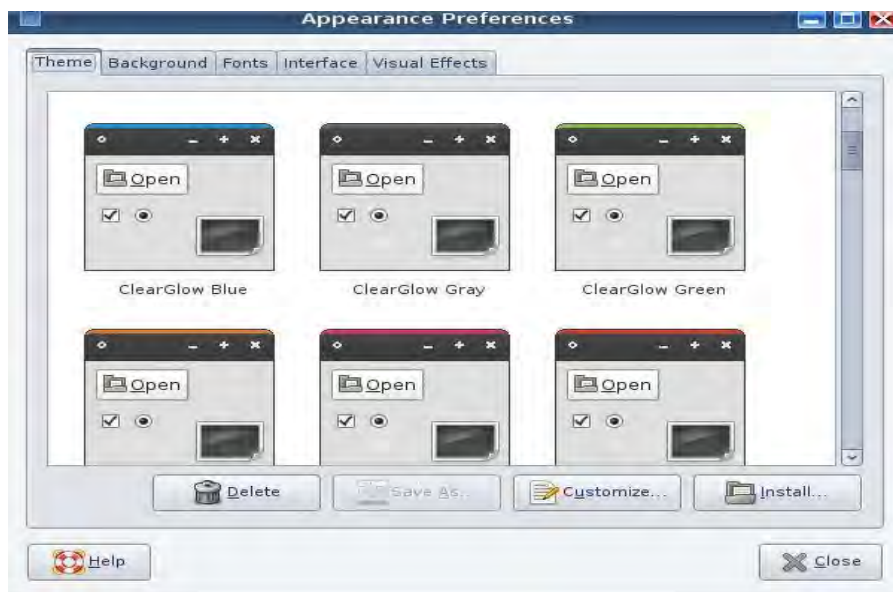 Appearance Preferences
Theme Background Fonts Interface Visual Effects
Open Open Open
ClearGlow Blue ClearGlow Gray ClearGlow Green
Open Open Open
Delete Save As... Customize... Install...
Help Close